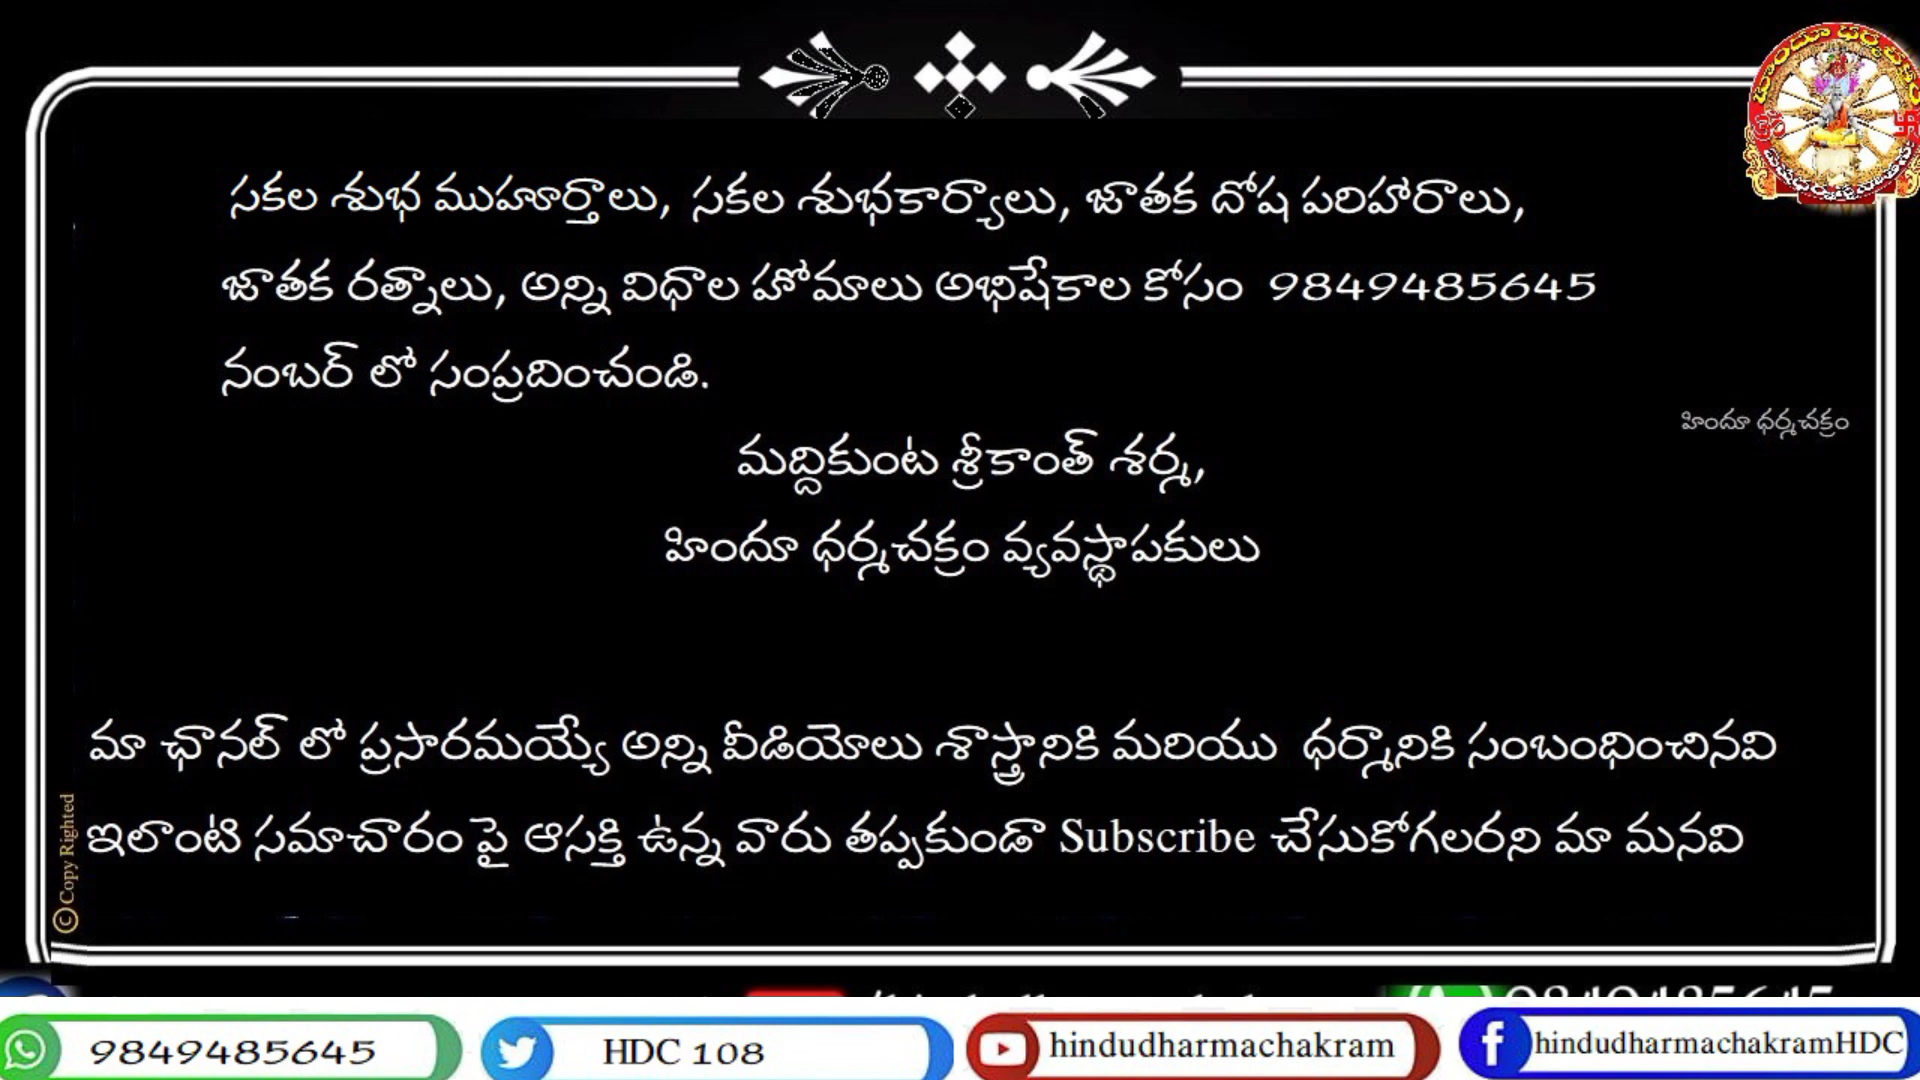 సకల శుభ ముహూర్తాలు, సకల శుభకార్యాలు, జాతక దోష పరిహారాలు,
జాతక రత్నాలు, అన్ని విధాల హోమాలు అభిషేకాల కోసం 9849485645
నంబర్ లో సంప్రదించండి.
హిందూ ధర్మచక్రం
మద్దికుంట శ్రీకాంత్ శర్మ,
హిందూ ధర్మచక్రం వ్యవస్థాపకులు
మా ఛానల్ లో ప్రసారమయ్యే అన్ని వీడియోలు శాస్త్రానికి మరియు ధర్మానికి సంబంధించినవి
ఇలాంటి సమాచారం పై ఆసక్తి ఉన్న వారు తప్పకుండా Subscribe చేసుకోగలరని మా మనవి
© Copy Righted
9849485645
HDC 108
hindudharmachakram
hindudharmachakramHDC